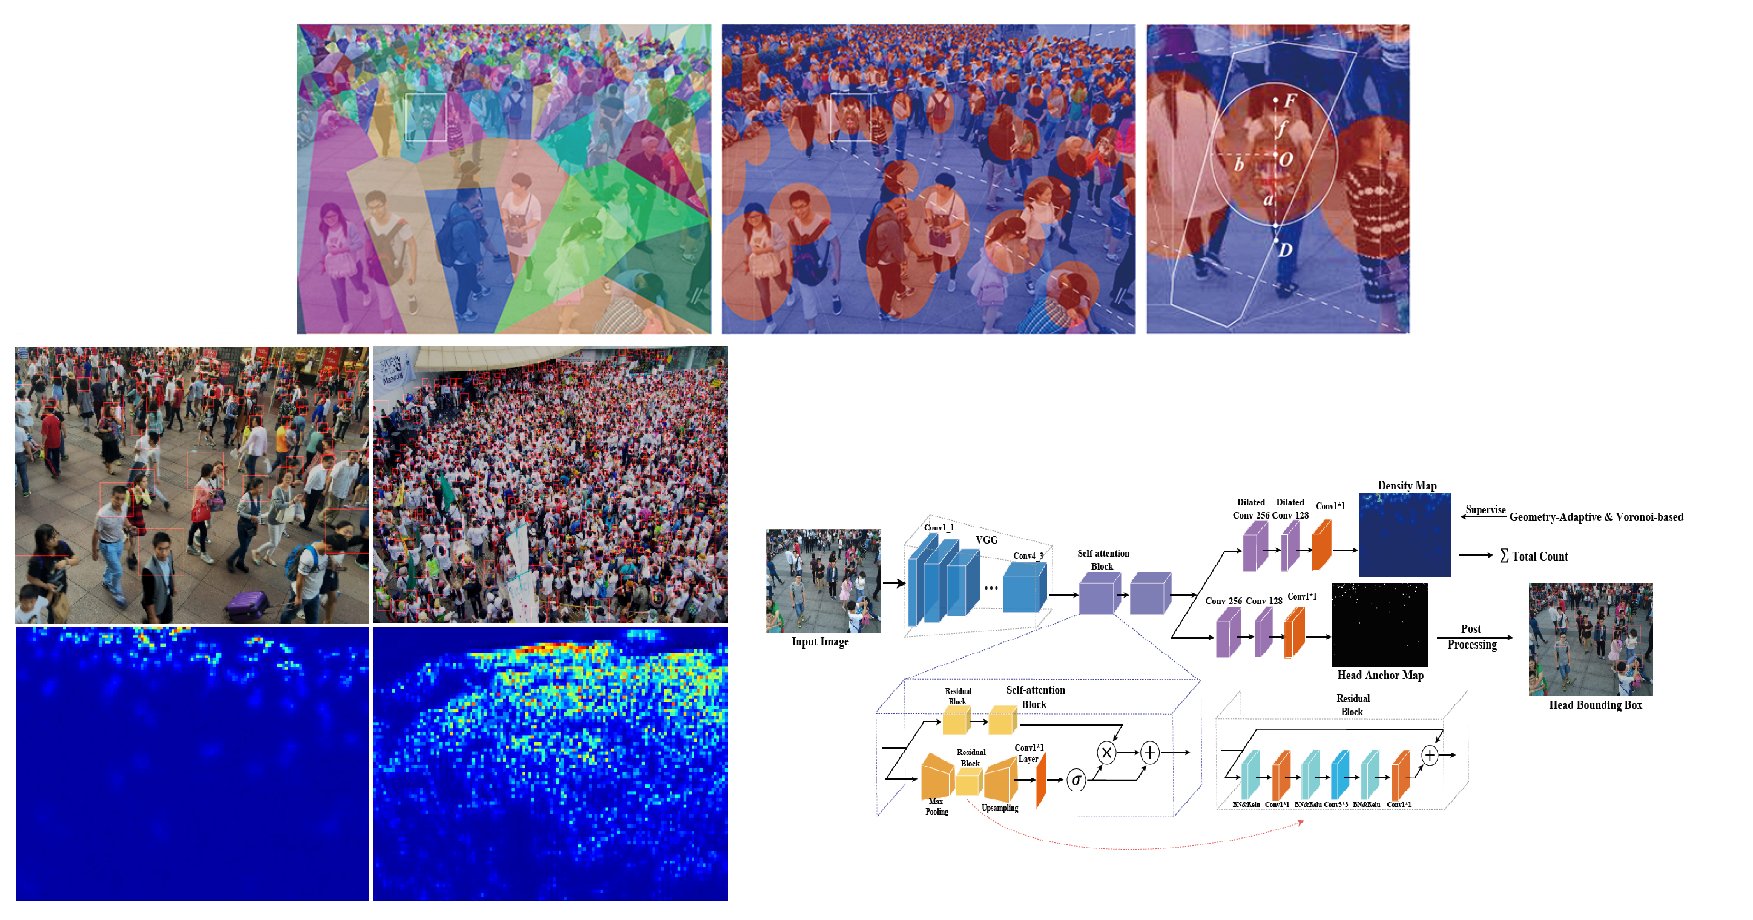 F
f
b
O
a
D
Density Map
Dilated
Conv 256
Dilated
Conv 128
Conv1*1
Supervise
Geometry-Adaptive & Voronoi-based
∑ Total Count
Conv1_1
VGG
Conv4_3
...
Self attention
Block
Input Image
Conv 256
Conv 128
Conv1*1
Head Anchor Map
Post
Processing
Head Bounding Box
Self-attention
Block
Residual
Block
Residual
Block
Conv1*1
Layer
Max
Pooling
Upsampling
σ
×
+
Residual
Block
BN&Relu
Conv1*1
BN&Relu
Conv3*3
BN&Relu
Conv1*1
+